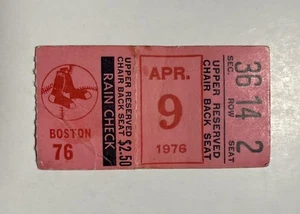 BOSTON
76
RAIN CHECK
UPPER RESERVED
CHAIR BACK SEAT
$2.50
APR.
9
1976
UPPER RESERVED
CHAIR BACK SEAT
SEC. ROW SEAT
36 14 2